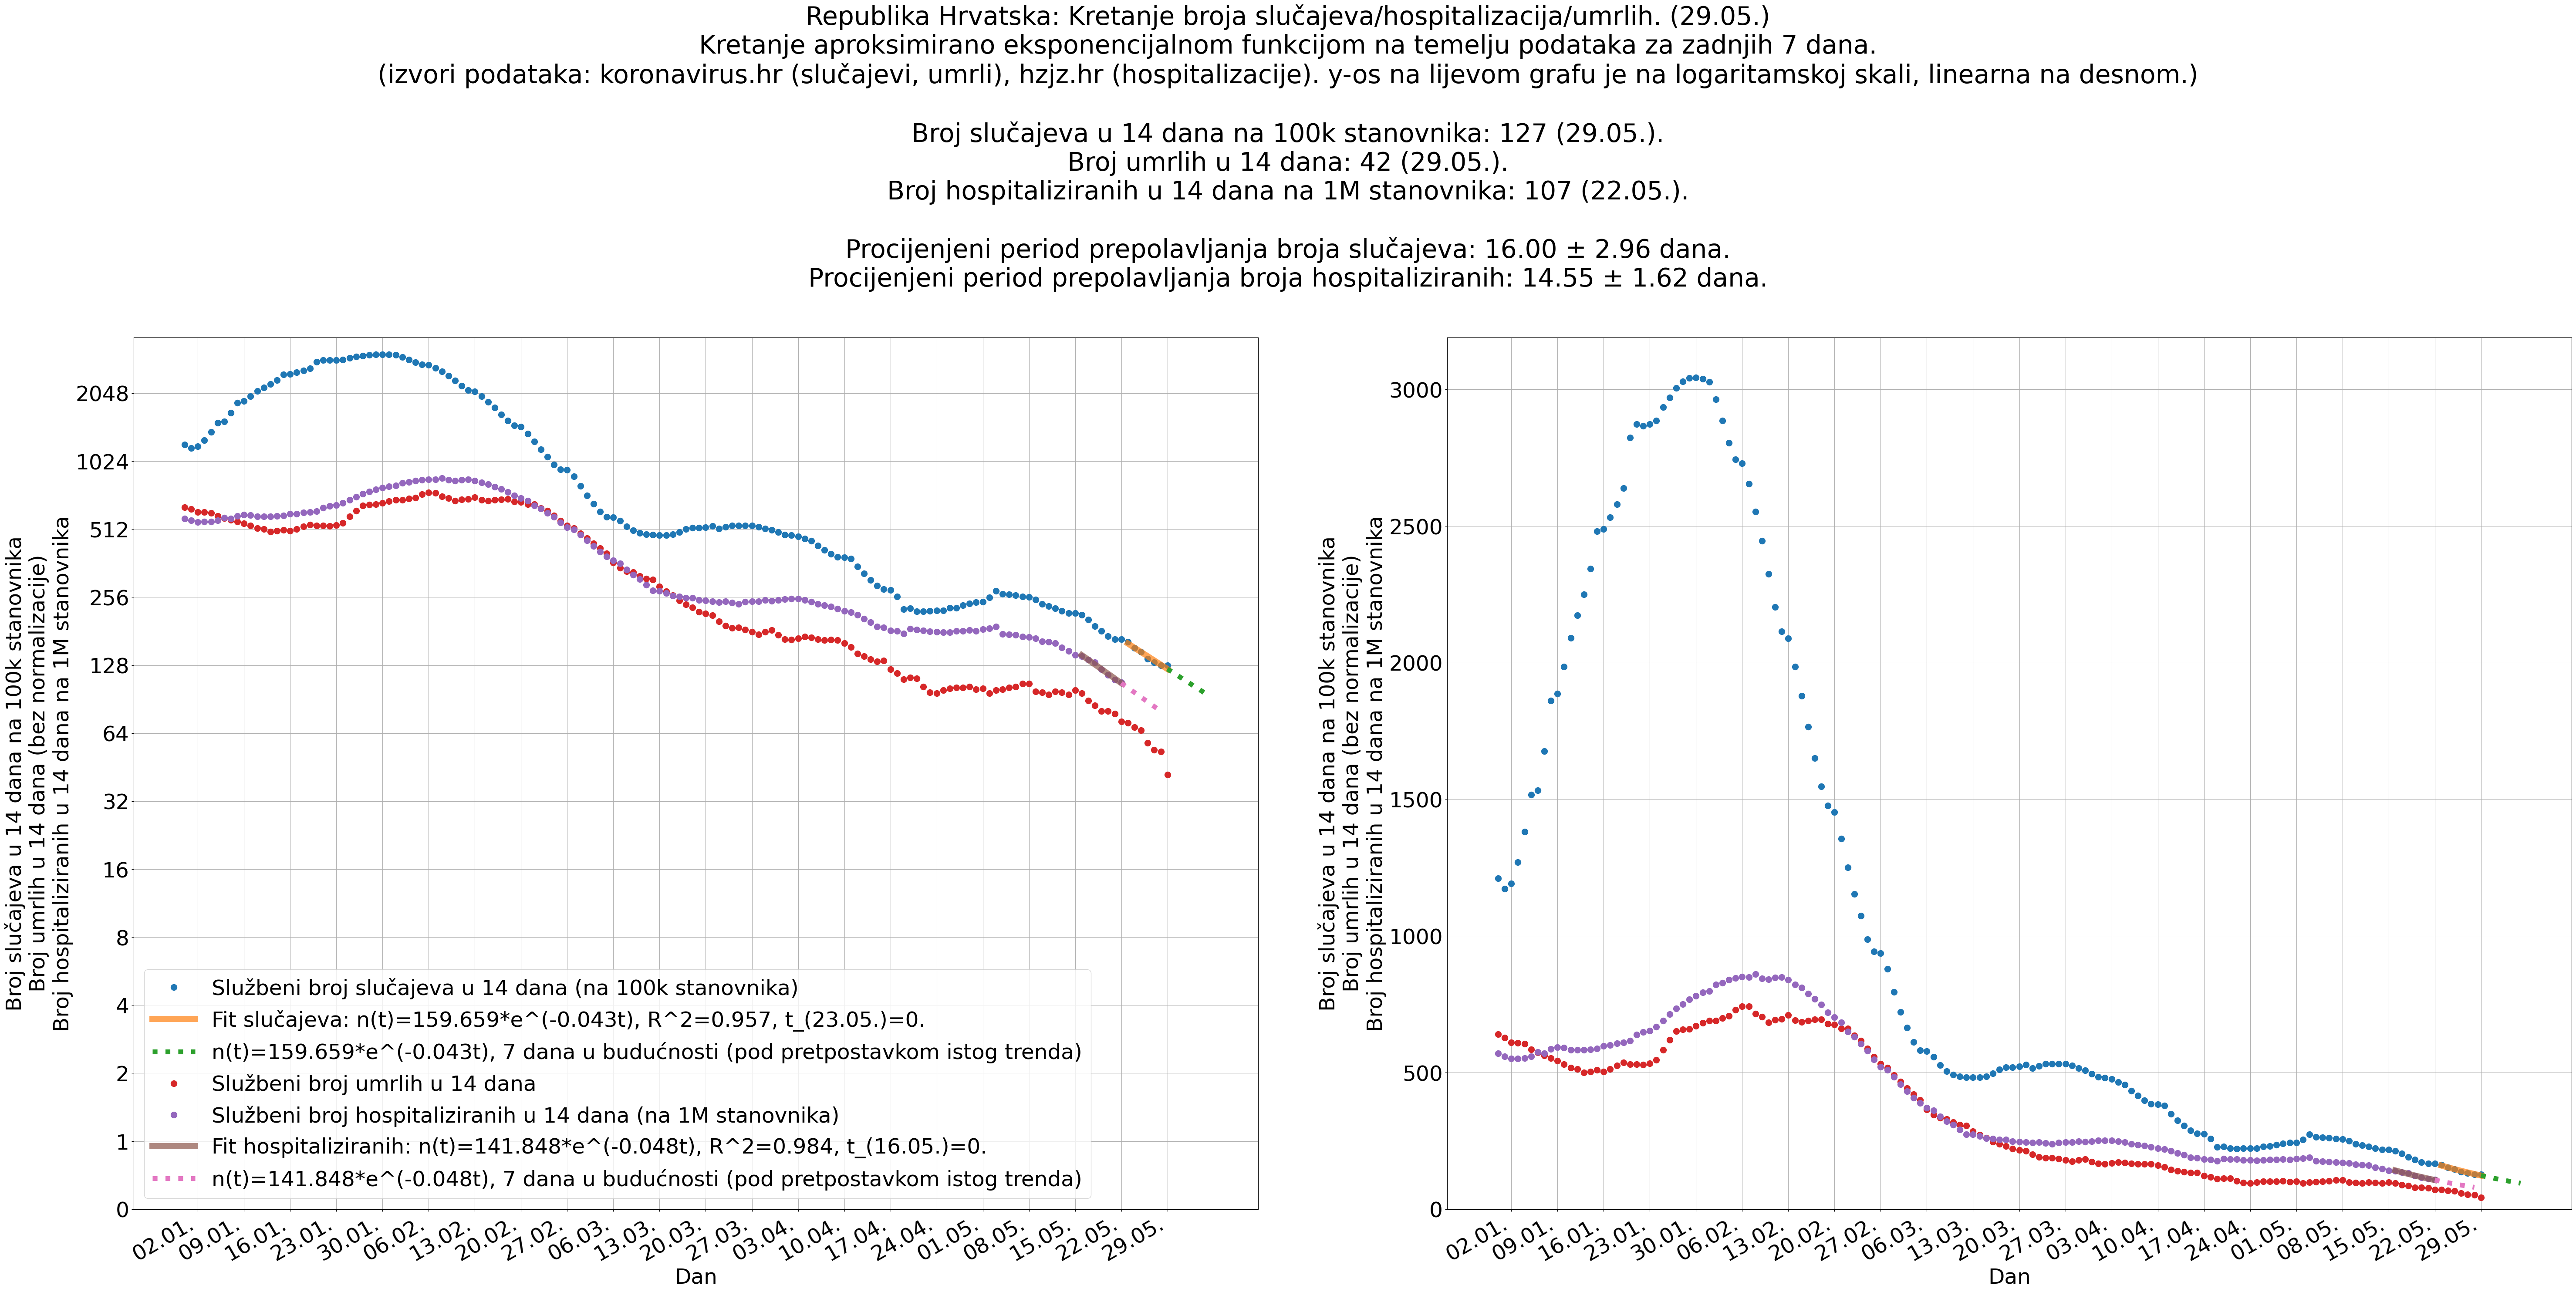 Republika Hrvatska: Kretanje broja slučajeva/hospitalizacija/umrlih. (29.05.)
Kretanje aproksimirano eksponencijalnom funkcijom na temelju podataka za zadnjih 7 dana.
(izvori podataka: koronavirus.hr (slučajevi, umrli), hzjz.hr (hospitalizacije). y-os na lijevom grafu je na logaritamskoj skali, linearna na desnom.)
Broj slučajeva u 14 dana na 100k stanovnika: 127 (29.05.).
Broj umrlih u 14 dana: 42 (29.05.).
Broj hospitaliziranih u 14 dana na 1M stanovnika: 107 (22.05.).
Procijenjeni period prepolavljanja broja slučajeva: 16.00 ± 2.96 dana.
Procijenjeni period prepolavljanja broja hospitaliziranih: 14.55 ± 1.62 dana.
Broj slučajeva u 14 dana na 100k stanovnika
Broj umrlih u 14 dana (bez normalizacije)
Broj hospitaliziranih u 14 dana na 1M stanovnika
2048
1024
512
256
128
64
32
16
8
4
2
1
0
Službeni broj slučajeva u 14 dana (na 100k stanovnika)
Fit slučajeva: n(t)=159.659*e^(-0.043t), R^2=0.957, t_(23.05.)=0.
n(t)=159.659*e^(-0.043t), 7 dana u budućnosti (pod pretpostavkom istog trenda)
Službeni broj umrlih u 14 dana
Službeni broj hospitaliziranih u 14 dana (na 1M stanovnika)
Fit hospitaliziranih: n(t)=141.848*e^(-0.048t), R^2=0.984, t_(16.05.)=0.
n(t)=141.848*e^(-0.048t), 7 dana u budućnosti (pod pretpostavkom istog trenda)
02.01. 09.01. 16.01. 23.01. 30.01. 06.02. 13.02. 20.02. 27.02. 06.03. 13.03. 20.03. 27.03. 03.04. 10.04. 17.04. 24.04. 01.05. 08.05. 15.05. 22.05. 29.05.
Dan
Broj slučajeva u 14 dana na 100k stanovnika
Broj umrlih u 14 dana (bez normalizacije)
Broj hospitaliziranih u 14 dana na 1M stanovnika
3000
2500
2000
1500
1000
500
0
02.01. 09.01. 16.01. 23.01. 30.01. 06.02. 13.02. 20.02. 27.02. 06.03. 13.03. 20.03. 27.03. 03.04. 10.04. 17.04. 24.04. 01.05. 08.05. 15.05. 22.05. 29.05.
Dan